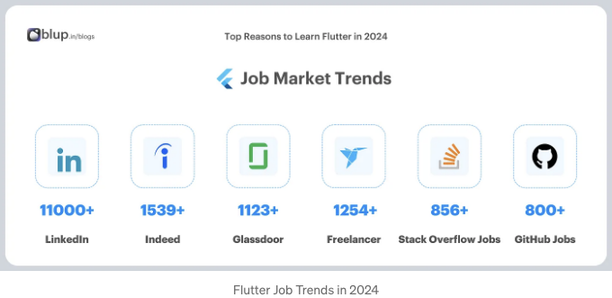 blup.in/blogs
Top Reasons to Learn Flutter in 2024
Job Market Trends
in
11000+ 1539+ 1123+ 1254+ 856+ 800+
LinkedIn Indeed Glassdoor Freelancer Stack Overflow Jobs GitHub Jobs
Flutter Job Trends in 2024